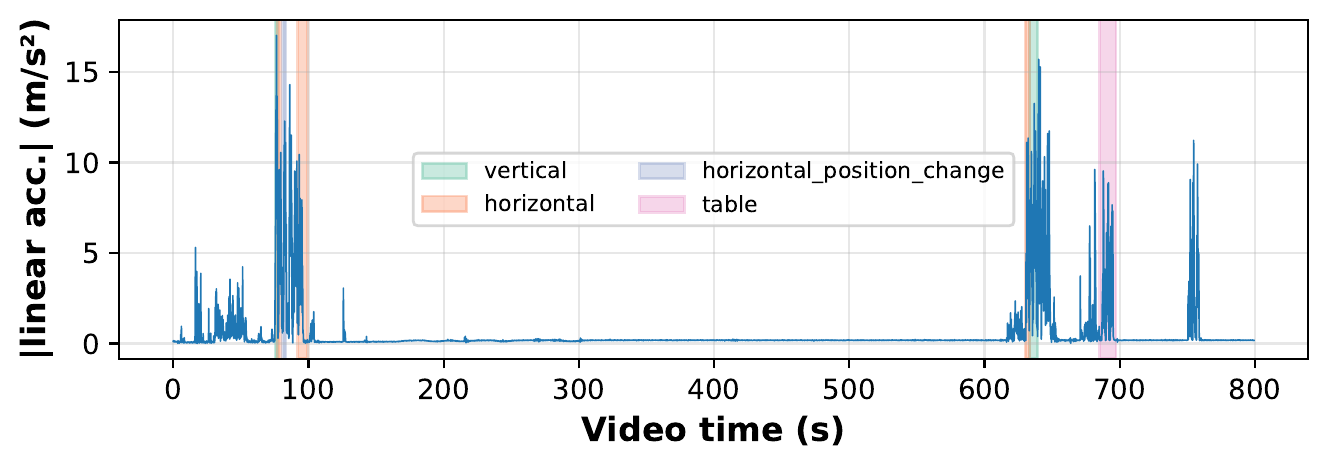 |linear acc.| (m/s²)
15
10
5
0
vertical
horizontal
horizontal_position_change
table
0 100 200 300 400 500 600 700 800
Video time (s)